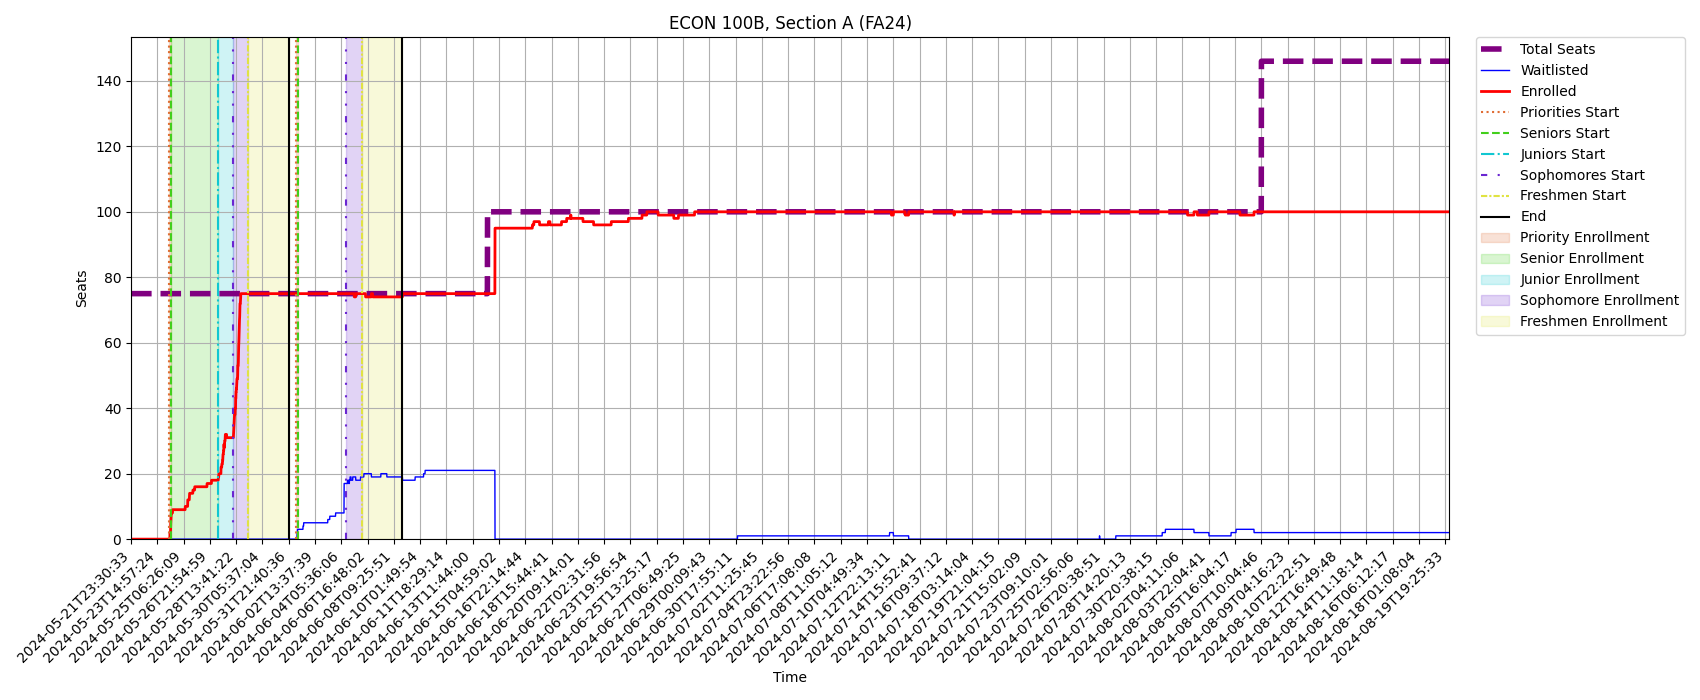 ECON 100B, Section A (FA24)
Seats
140
120
100
80
60
40
20
0
2024-05-21T23:30:33
2024-05-23T14:57:24
2024-05-25T06:26:09
2024-05-26T21:54:59
2024-05-28T13:41:22
2024-05-30T05:37:04
2024-05-31T21:40:36
2024-06-02T13:37:39
2024-06-04T05:36:06
2024-06-06T16:48:02
2024-06-08T09:25:51
2024-06-10T01:49:54
2024-06-11T18:29:14
2024-06-13T11:44:00
2024-06-15T04:59:02
2024-06-16T22:14:44
2024-06-18T15:44:41
2024-06-20T09:14:01
2024-06-22T02:31:56
2024-06-23T19:56:54
2024-06-25T13:25:17
2024-06-27T06:49:25
2024-06-29T00:09:43
2024-06-30T17:55:11
2024-07-02T11:25:45
2024-07-04T23:22:56
2024-07-06T17:08:08
2024-07-08T11:05:12
2024-07-10T04:49:34
2024-07-12T22:13:11
2024-07-14T15:52:41
2024-07-16T09:37:12
2024-07-18T03:14:04
2024-07-19T21:04:15
2024-07-21T15:02:09
2024-07-23T09:10:01
2024-07-25T02:56:06
2024-07-26T20:38:51
2024-07-28T14:20:13
2024-07-30T20:38:15
2024-08-02T04:11:06
2024-08-03T22:04:41
2024-08-05T16:04:17
2024-08-07T10:04:46
2024-08-09T04:16:23
2024-08-10T22:22:51
2024-08-12T16:49:48
2024-08-14T11:18:14
2024-08-16T06:12:17
2024-08-18T01:08:04
2024-08-19T19:25:33
Time
Total Seats
Waitlisted
Enrolled
Priorities Start
Seniors Start
Juniors Start
Sophomores Start
Freshmen Start
End
Priority Enrollment
Senior Enrollment
Junior Enrollment
Sophomore Enrollment
Freshmen Enrollment